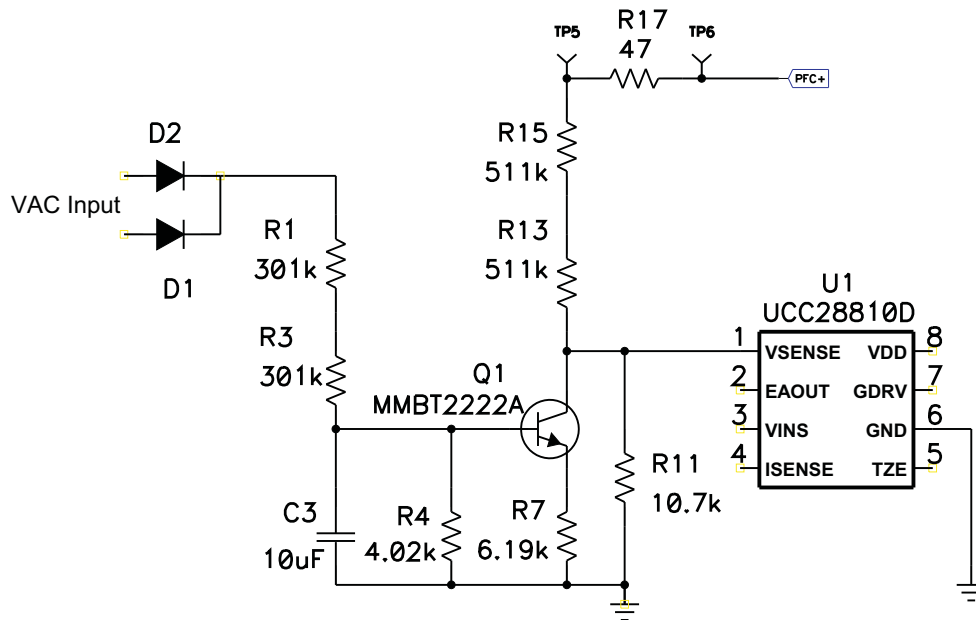 R17
TP5
TP6
47
PFC+
D2
R15
511k
VAC Input
R1
301k
R13
511k
D1
U1
UCC28810D
R3
301k
1 VSENSE VDD 8
Q1
MMBT2222A
2 EAOUT GDRV 7
3 VINS GND 6
4 ISENSE TZE 5
R11
10.7k
C3
10uF
R4
4.02k
R7
6.19k